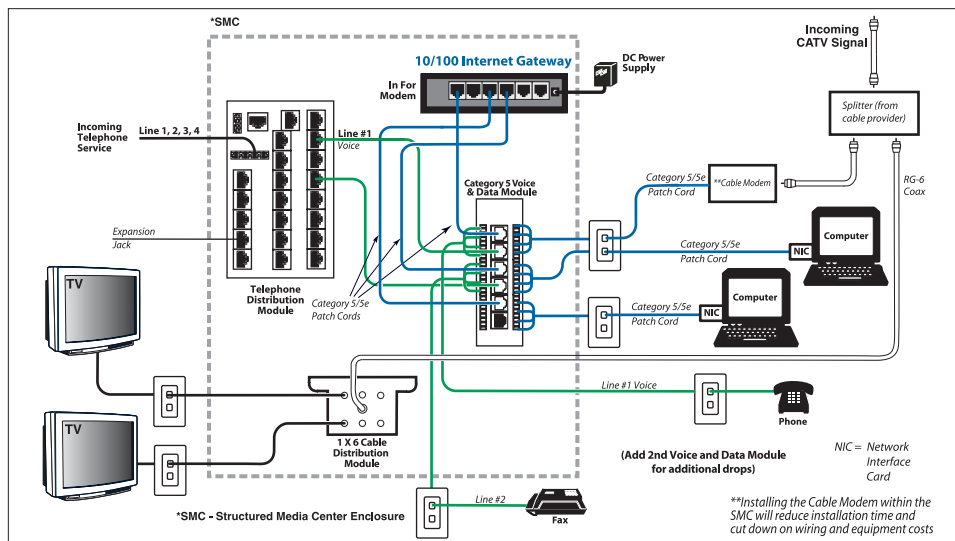 *SMC
Incoming
CATV Signal
10/100 Internet Gateway
DC Power
Supply
In For
Modem
Splitter (from
cable provider)
Incoming
Telephone
Service
Line 1, 2, 3, 4
Line #1
Voice
Category 5 Voice
& Data Module
Category 5/5e
Patch Cord
**Cable Modem
RG-6
Coax
Expansion
Jack
Computer
Category 5/5e
Patch Cord
NIC
Telephone
Distribution
Module
Category 5/5e
Patch Cords
TV
Computer
Category 5/5e
Patch Cord
NIC
Line #1 Voice
Phone
TV
1 X 6 Cable
Distribution
Module
(Add 2nd Voice and Data Module
for additional drops)
NIC = Network
Interface
Card
Line #2
Fax
*SMC - Structured Media Center Enclosure
**Installing the Cable Modem within the
SMC will reduce installation time and
cut down on wiring and equipment costs